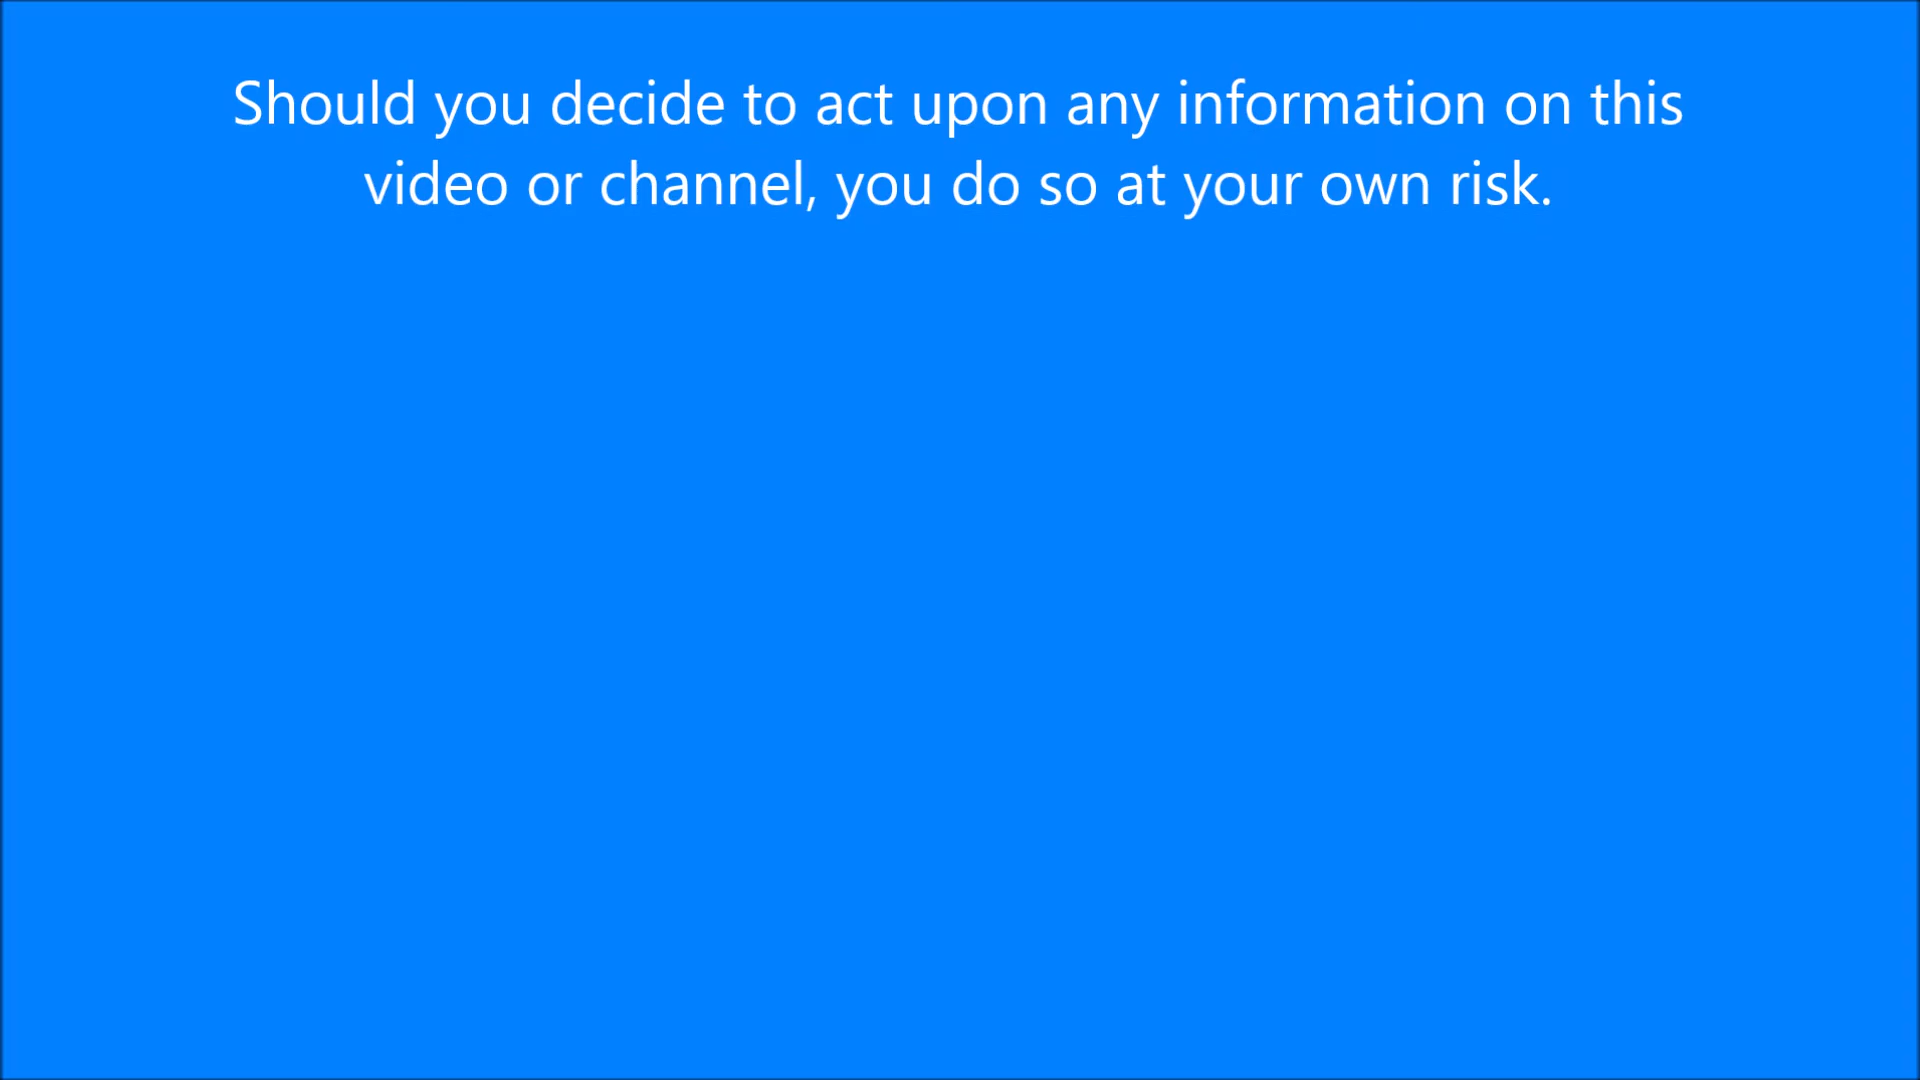 Should you decide to act upon any information on this
video or channel, you do so at your own risk.